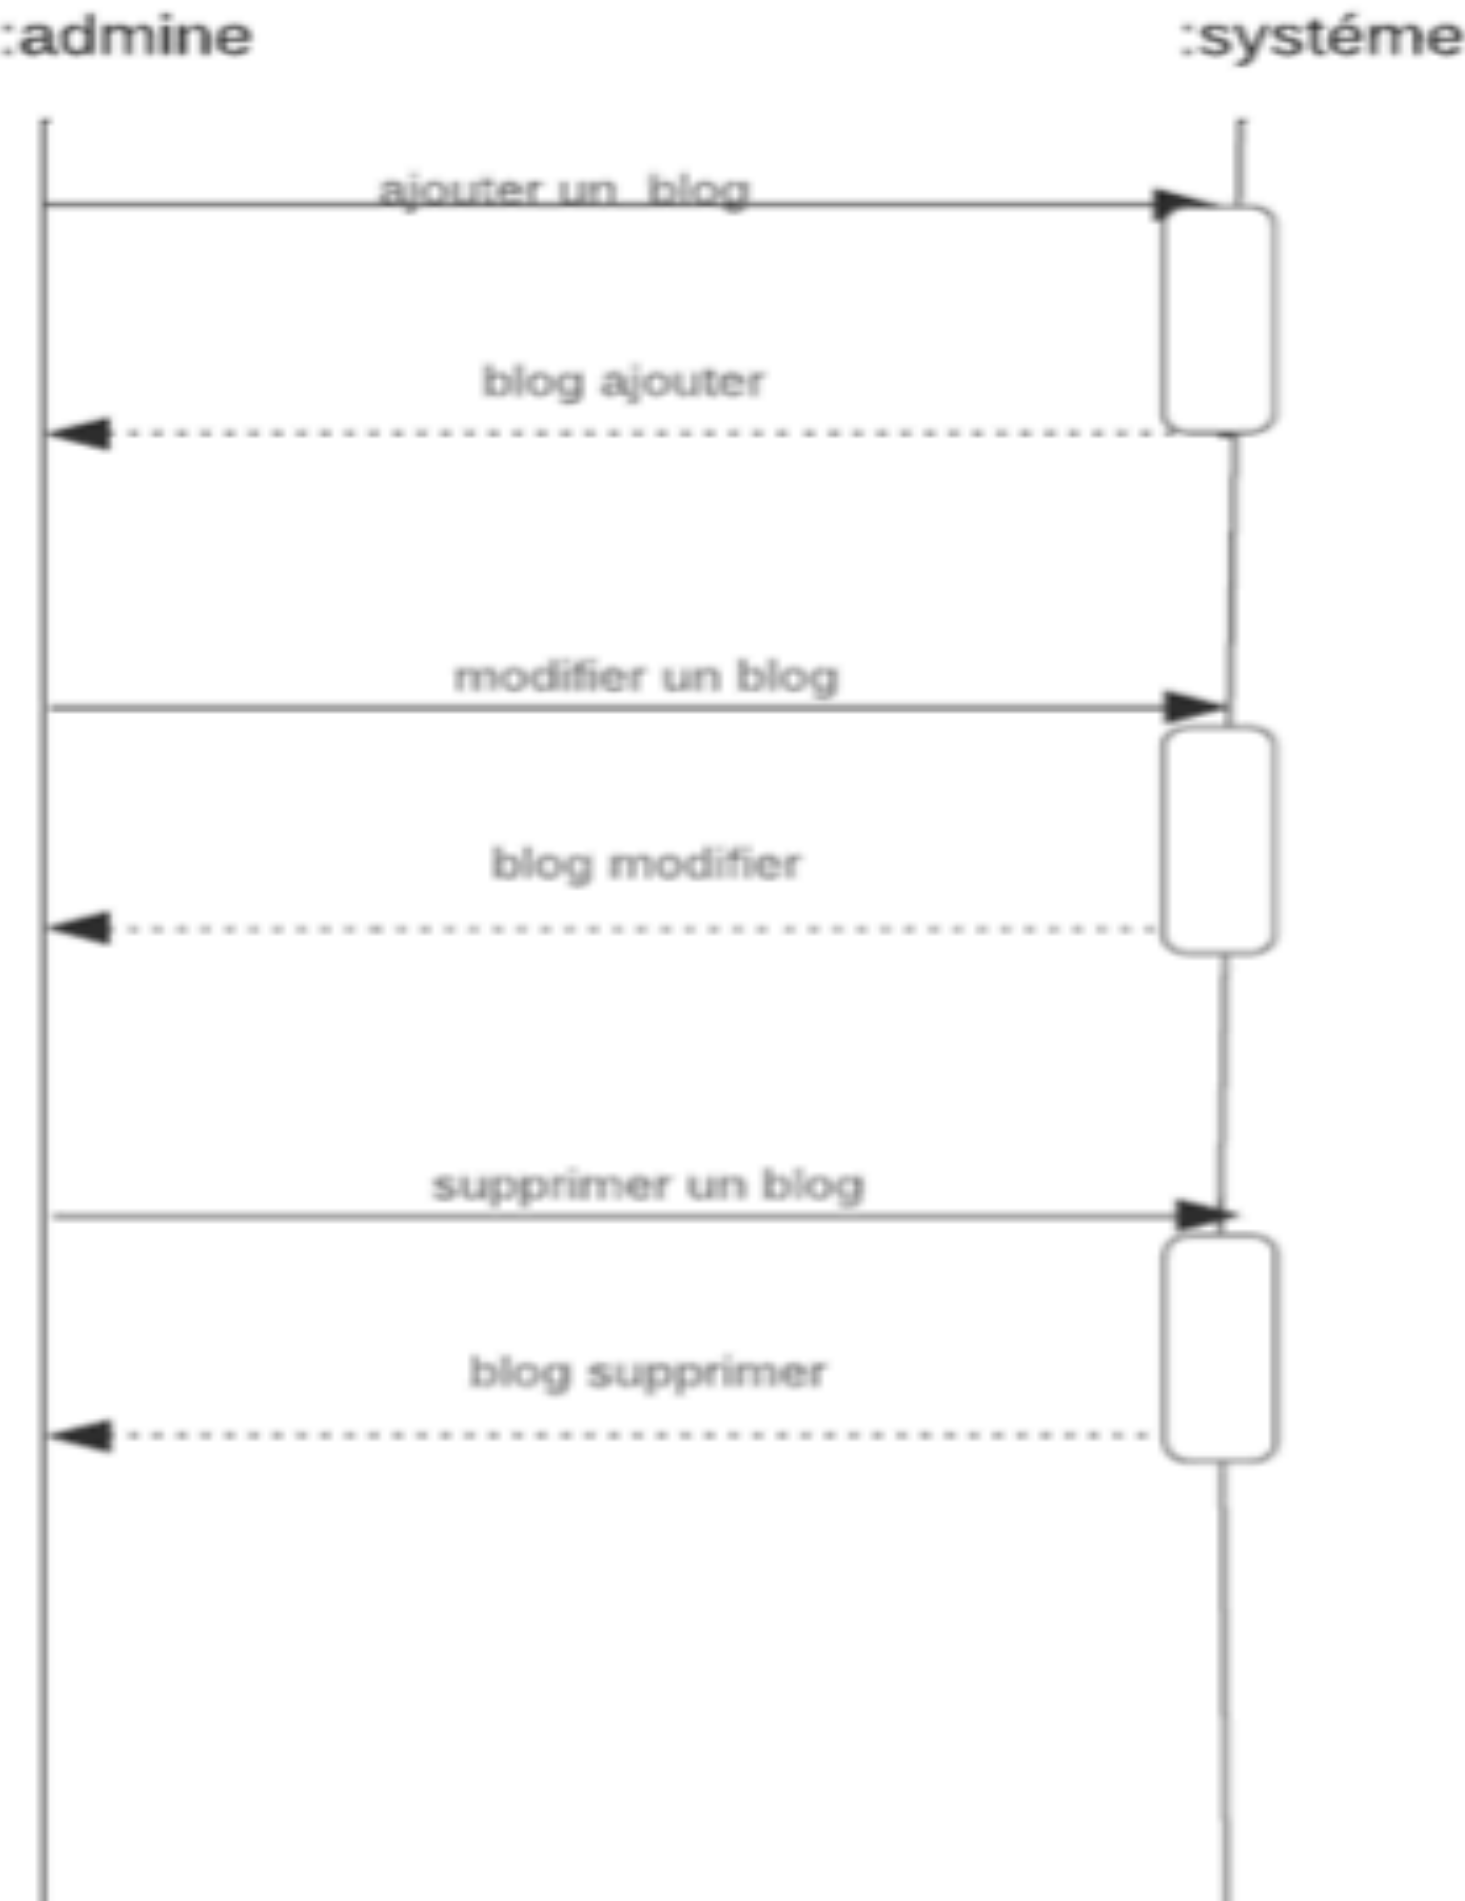 :admine
:systéme
ajouter un blog
blog ajouter
modifier un blog
blog modifier
supprimer un blog
blog supprimer